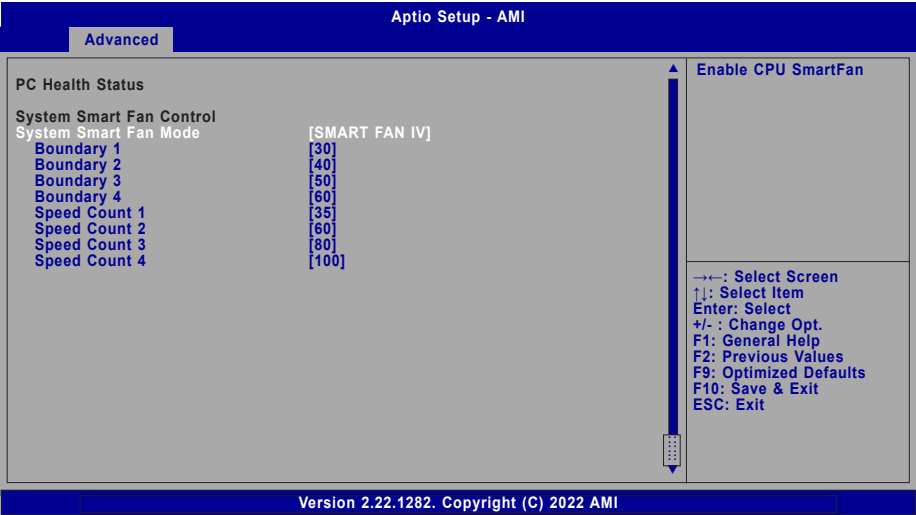 Aptio Setup - AMI
Advanced
PC Health Status
System Smart Fan Control
System Smart Fan Mode [SMART FAN IV]
Boundary 1 [30]
Boundary 2 [40]
Boundary 3 [50]
Boundary 4 [60]
Speed Count 1 [35]
Speed Count 2 [60]
Speed Count 3 [80]
Speed Count 4 [100]
Enable CPU SmartFan
→←: Select Screen
↑↓: Select Item
Enter: Select
+/- : Change Opt.
F1: General Help
F2: Previous Values
F9: Optimized Defaults
F10: Save & Exit
ESC: Exit
Version 2.22.1282. Copyright (C) 2022 AMI